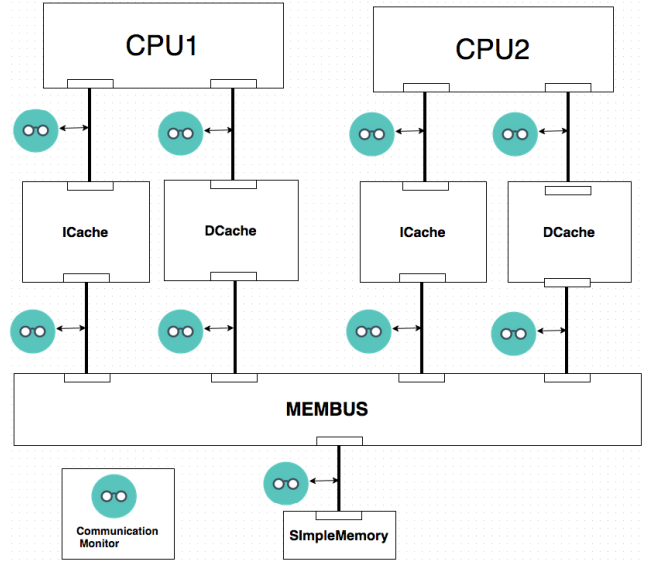 CPU1
CPU2
ICache
DCache
ICache
DCache
MEMBUS
Communication
Monitor
SImpleMemory